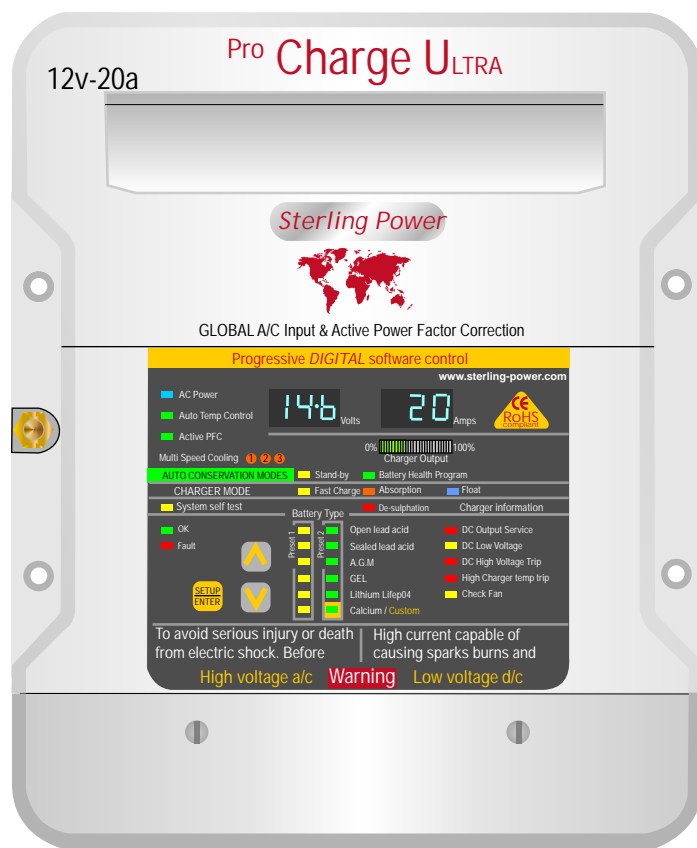 Pro Charge ULTRA
12v-20a
Sterling Power
GLOBAL A/C Input & Active Power Factor Correction
Progressive DIGITAL software control
www.sterling-power.com
AC Power
Auto Temp Control
Active PFC
14.6 Volts 20 Amps
CE
RoHS
compliant
Multi Speed Cooling 1 2 3
0% 100%
Charger Output
AUTO CONSERVATION MODES Stand-by Battery Health Program
CHARGER MODE Fast Charge Absorption Float
System self test Battery Type De-sulphation Charger information
OK
Fault
SETUP
ENTER
Preset 1
Preset 2
Open lead acid
Sealed lead acid
A.G.M
GEL
Lithium Lifep04
Calcium / Custom
DC Output Service
DC Low Voltage
DC High Voltage Trip
High Charger temp trip
Check Fan
To avoid serious injury or death
from electric shock. Before
High current capable of
causing sparks burns and
High voltage a/c Warning Low voltage d/c